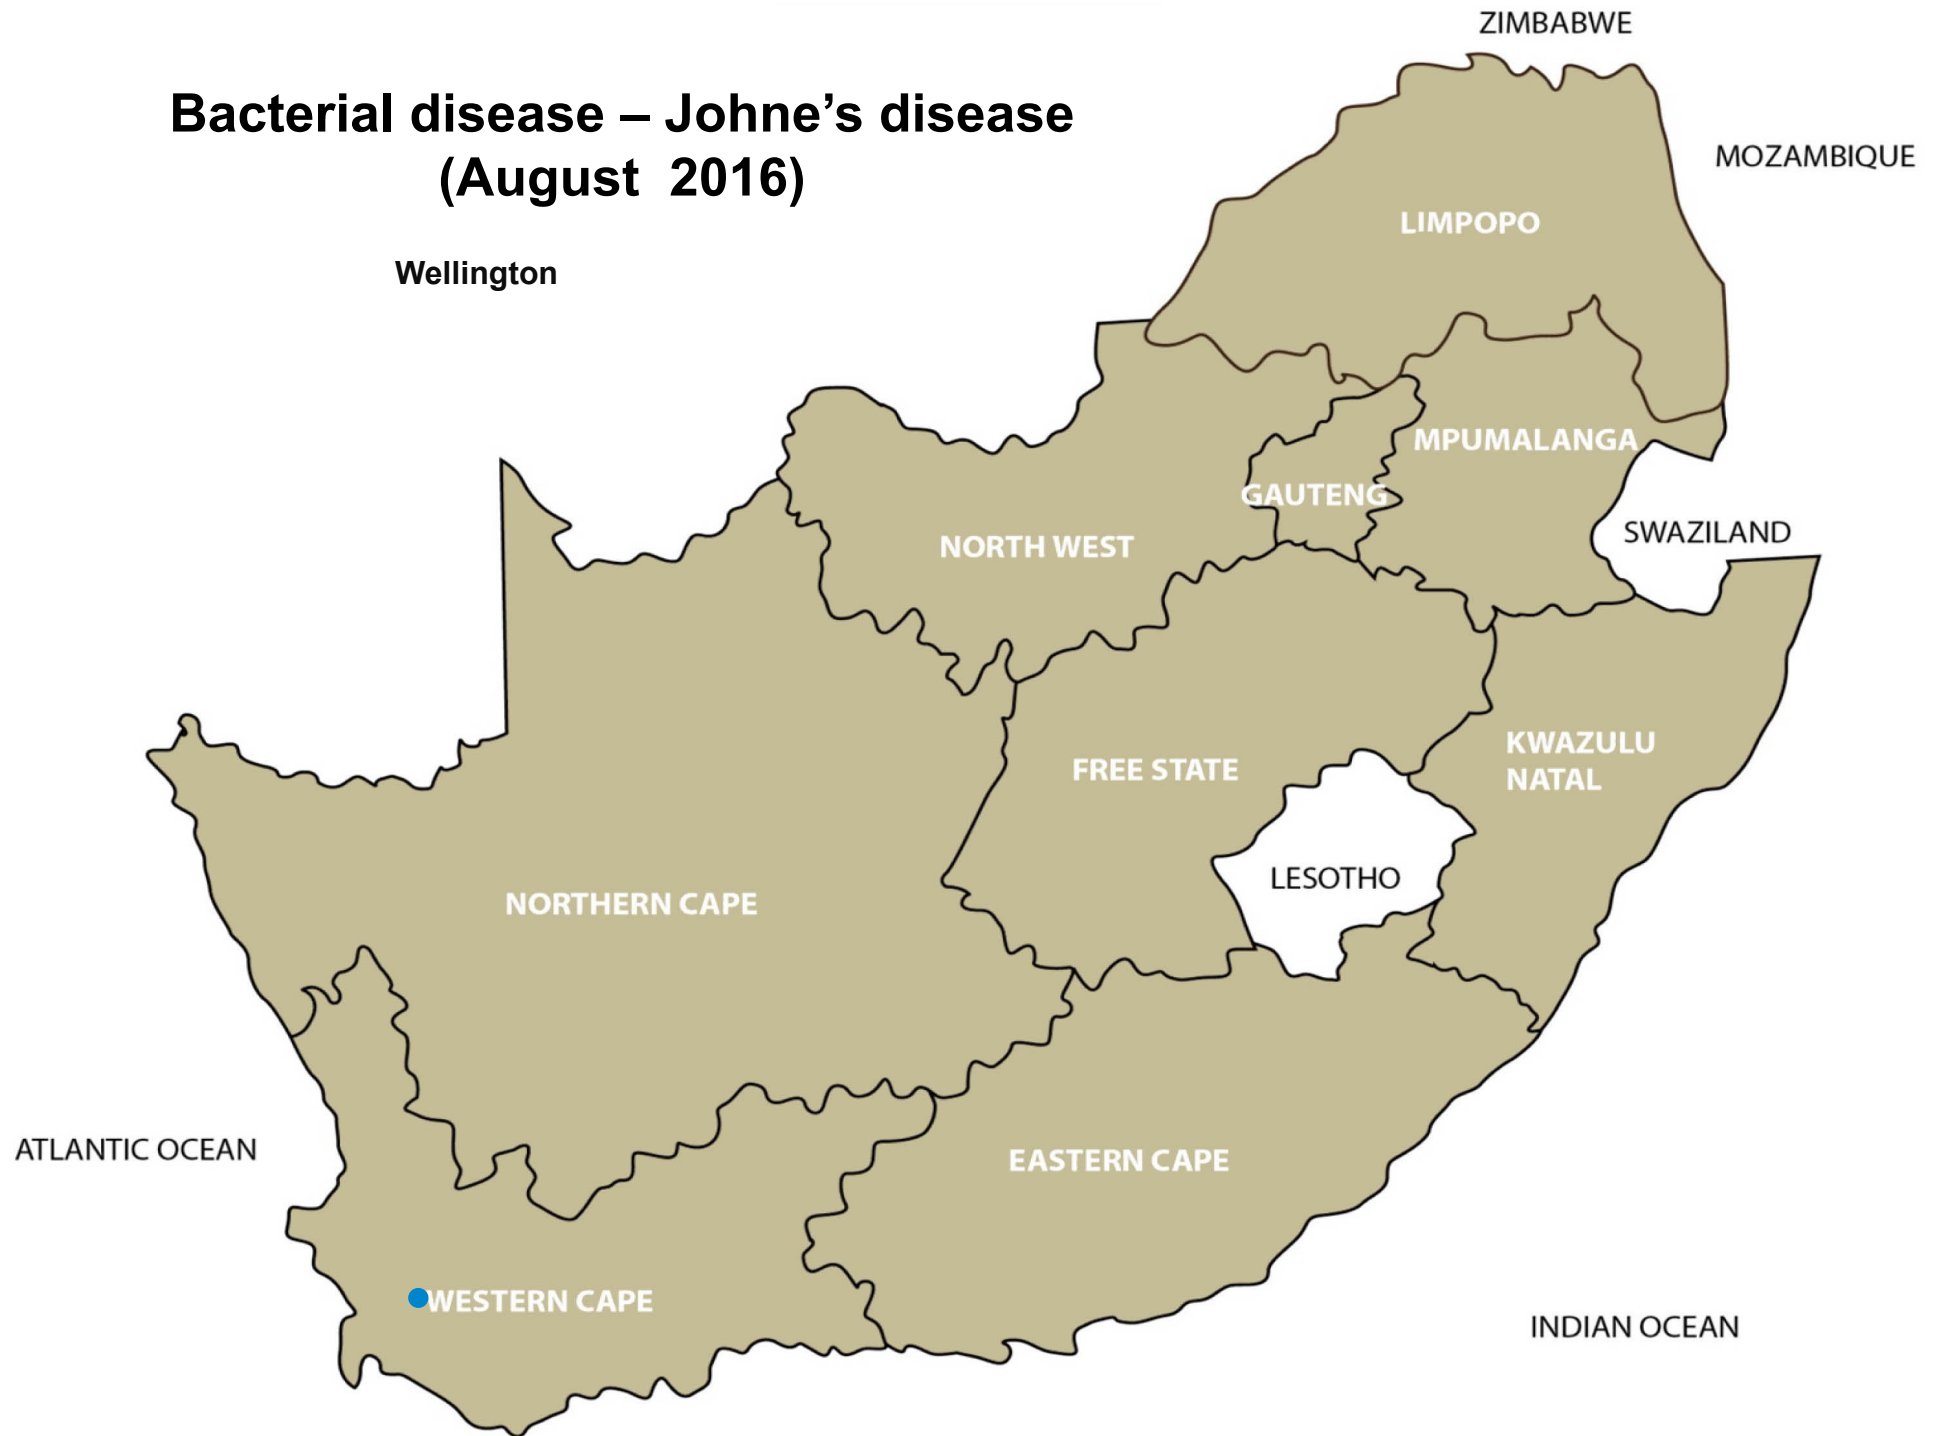 ZIMBABWE
Bacterial disease – Johne’s disease
(August 2016)
MOZAMBIQUE
LIMPOPO
Wellington
MPUMALANGA
GAUTENG
SWAZILAND
NORTH WEST
KWAZULU
NATAL
FREE STATE
LESOTHO
NORTHERN CAPE
ATLANTIC OCEAN
EASTERN CAPE
WESTERN CAPE
INDIAN OCEAN